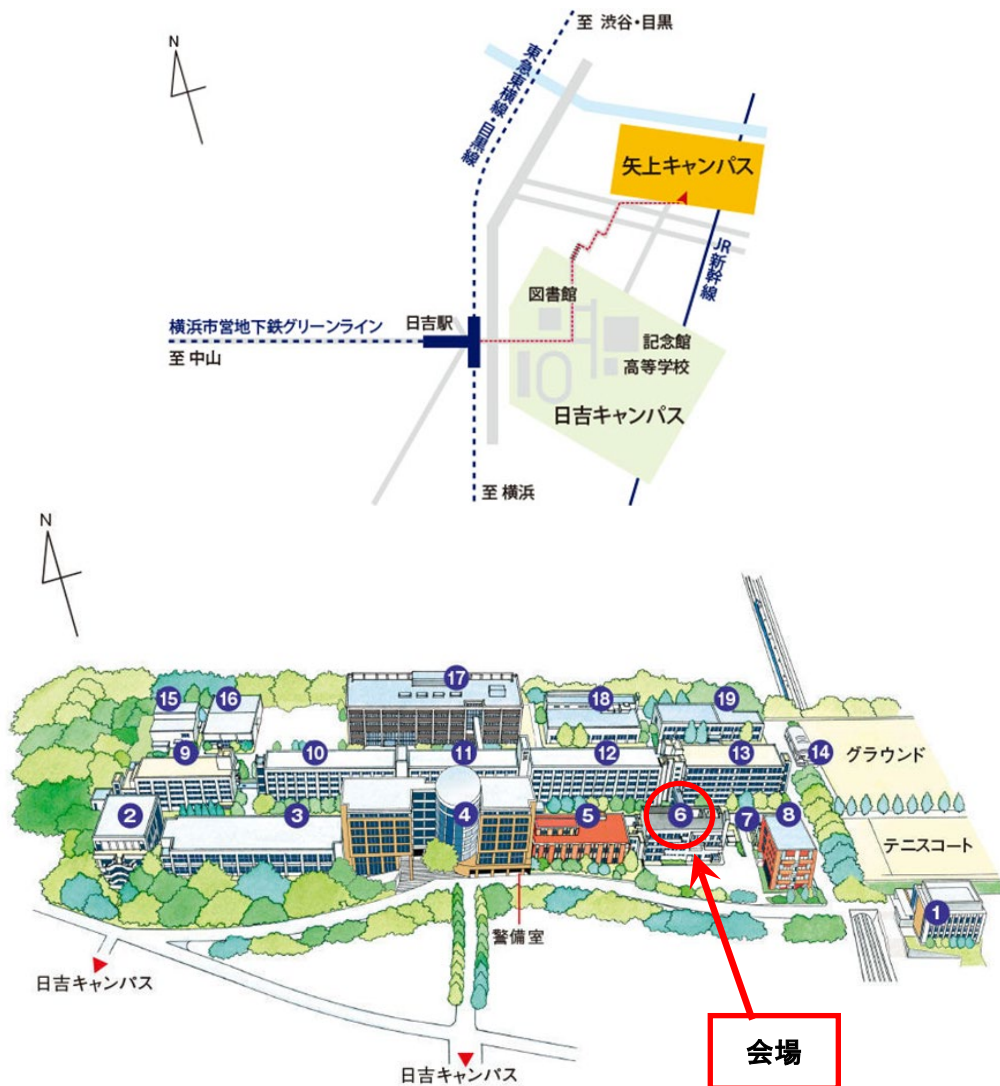 至 渋谷・目黒
N
東急東横線・目黒線
矢上キャンパス
JR新幹線
図書館
横浜市営地下鉄グリーンライン
日吉駅
至 中山
記念館
高等学校
日吉キャンパス
至 横浜
N
17
15
16
18
19
9
10
11
12
13
14
グラウンド
2
3
4
5
6
7
8
テニスコート
1
警備室
日吉キャンパス
会場
日吉キャンパス